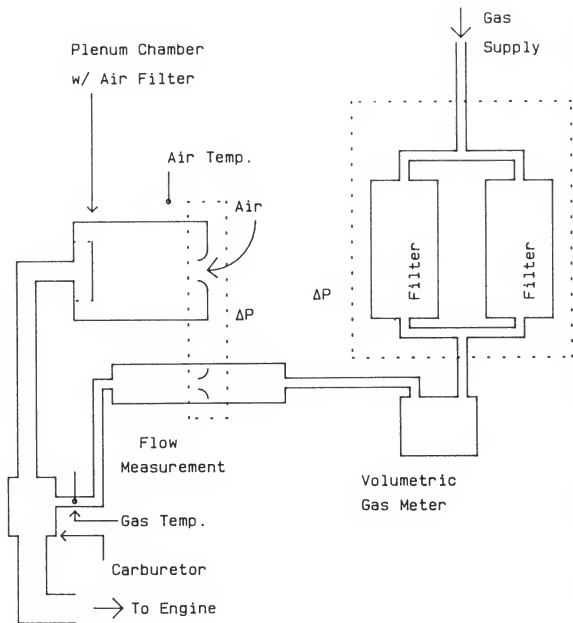 Gas
Supply
Plenum Chamber
w/ Air Filter
Air Temp.
Air
Filter
Filter
ΔP
ΔP
Flow
Measurement
Volumetric
Gas Meter
Gas Temp.
Carburetor
To Engine